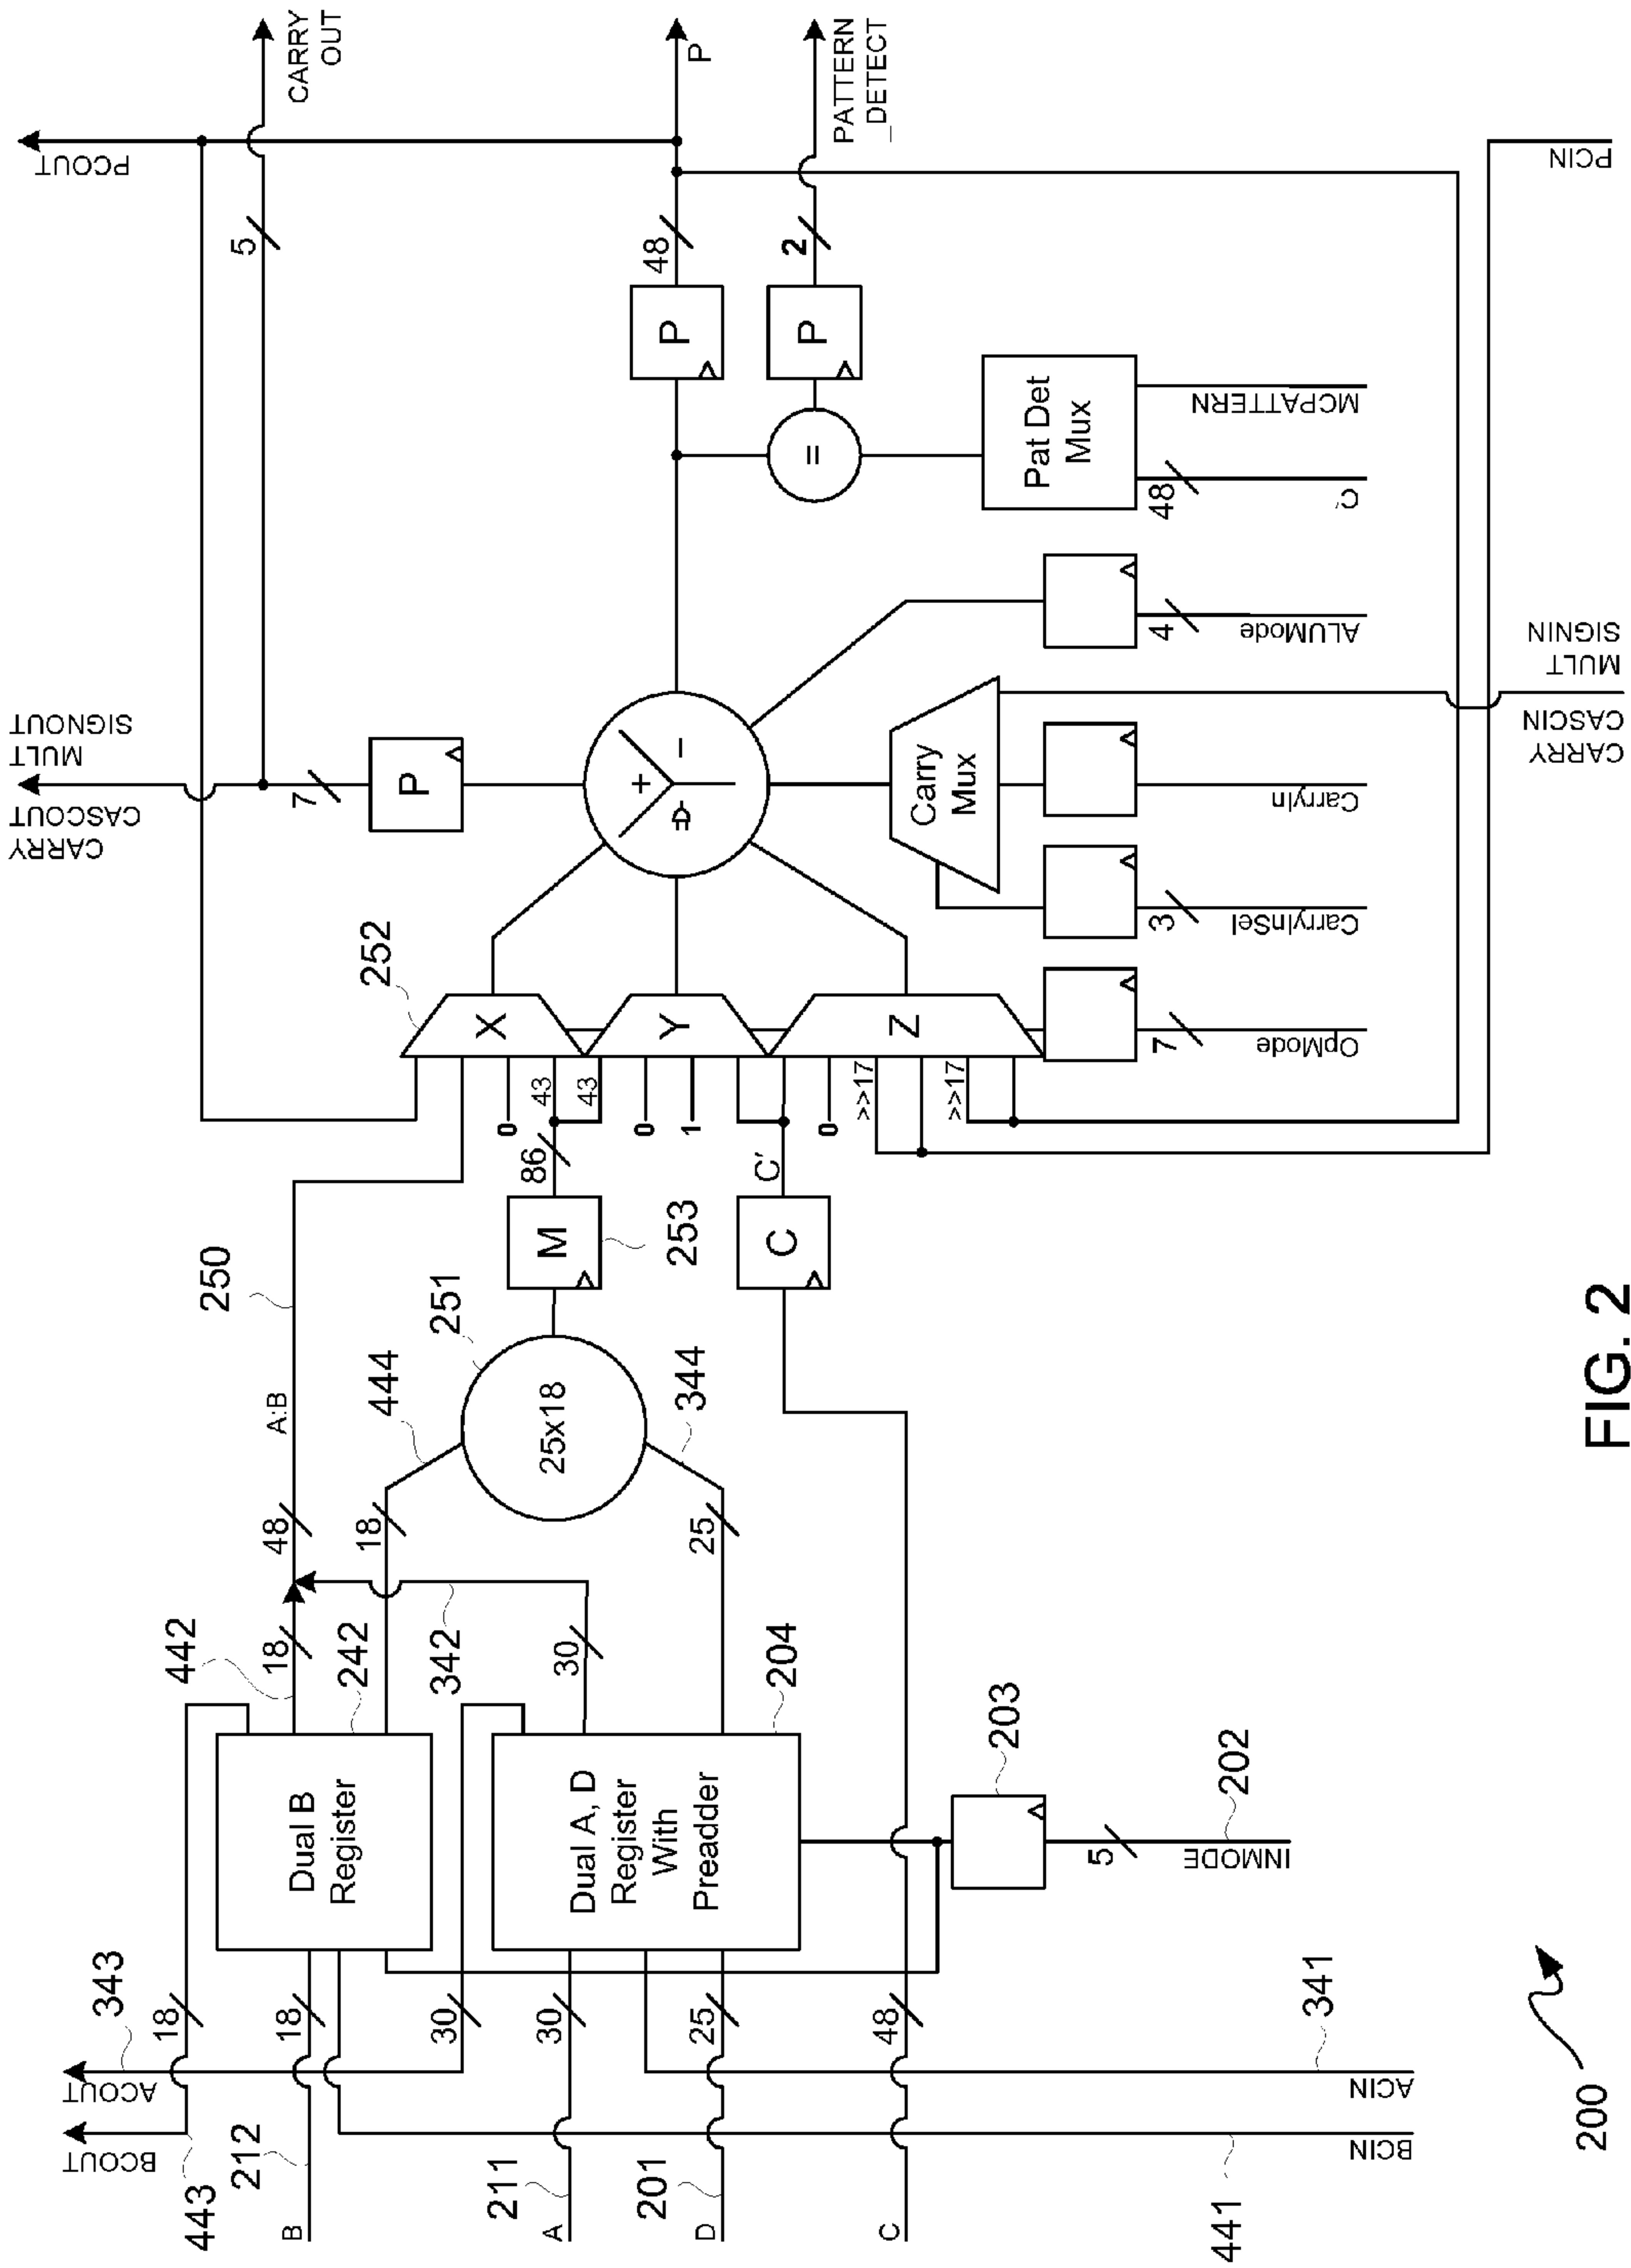 BCOUT
ACOUT
443
343
18
B
212
18
A
211
30
30
D
201
25
C
48
441
BCIN
341
ACIN
Dual B
Register
Dual A, D
Register
With
Preadder
442
18
242
342
30
204
203
5
INMODE
202
48
A:B
250
18
444
25
344
25x18
251
M
253
86
C
C'
0
43
43
0
1
0
>>17
>>17
252
X
Y
Z
7
OpMode
3
CarryInSel
CarryIn
Carry
Mux
CARRY
CASCIN
MULT
SIGNIN
4
ALUMode
+
–
CARRY
CASCOUT
MULT
SIGNOUT
7
P
5
CARRY
OUT
PCOUT
P
48
P
=
P
2
PATTERN
_DETECT
Pat Det
Mux
48
C'
MCPATTERN
PCIN
200
FIG. 2